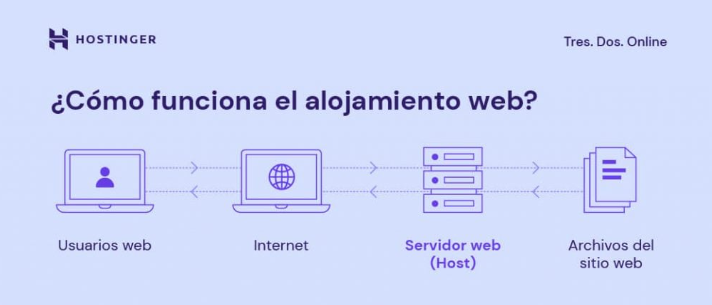 HOSTINGER
Tres. Dos. Online
¿Cómo funciona el alojamiento web?
Usuarios web
Internet
Servidor web
(Host)
Archivos del
sitio web